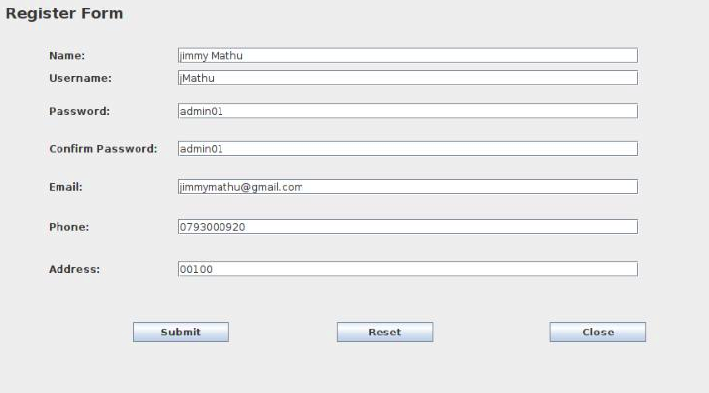 Register Form
Name: jimmy Mathu
Username: jMathu
Password: admin01
Confirm Password: admin01
Email: jimmymathu@gmail.com
Phone: 0793000920
Address: 00100
Submit Reset Close